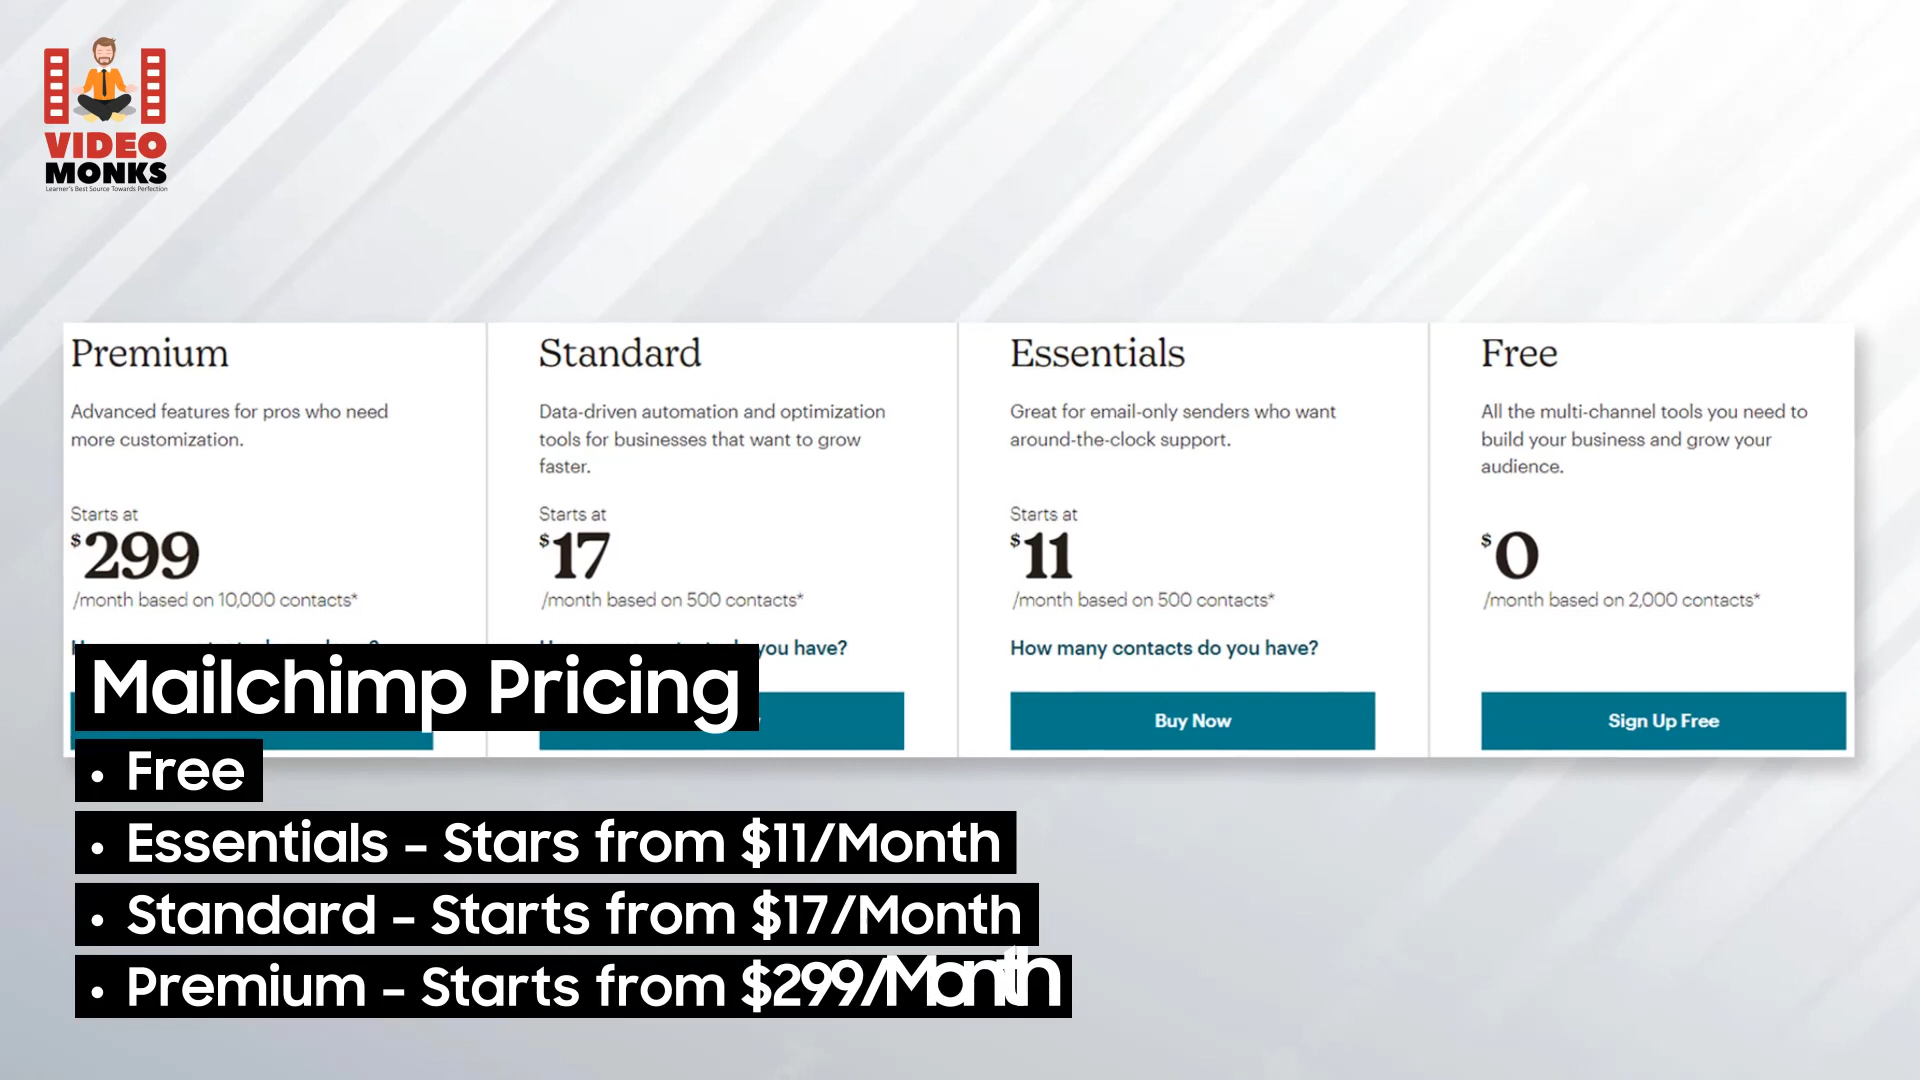 VIDEO
MONKS
Learner's Best Source Towards Perfection
Premium
Advanced features for pros who need
more customization.
Starts at
$299
/month based on 10,000 contacts*
Standard
Data-driven automation and optimization
tools for businesses that want to grow
faster.
Starts at
$17
/month based on 500 contacts*
you have?
Essentials
Great for email-only senders who want
around-the-clock support.
Starts at
$11
/month based on 500 contacts*
How many contacts do you have?
Buy Now
Free
All the multi-channel tools you need to
build your business and grow your
audience.
$0
/month based on 2,000 contacts*
Sign Up Free
Mailchimp Pricing
• Free
• Essentials – Stars from $11/Month
• Standard – Starts from $17/Month
• Premium – Starts from $299/Month